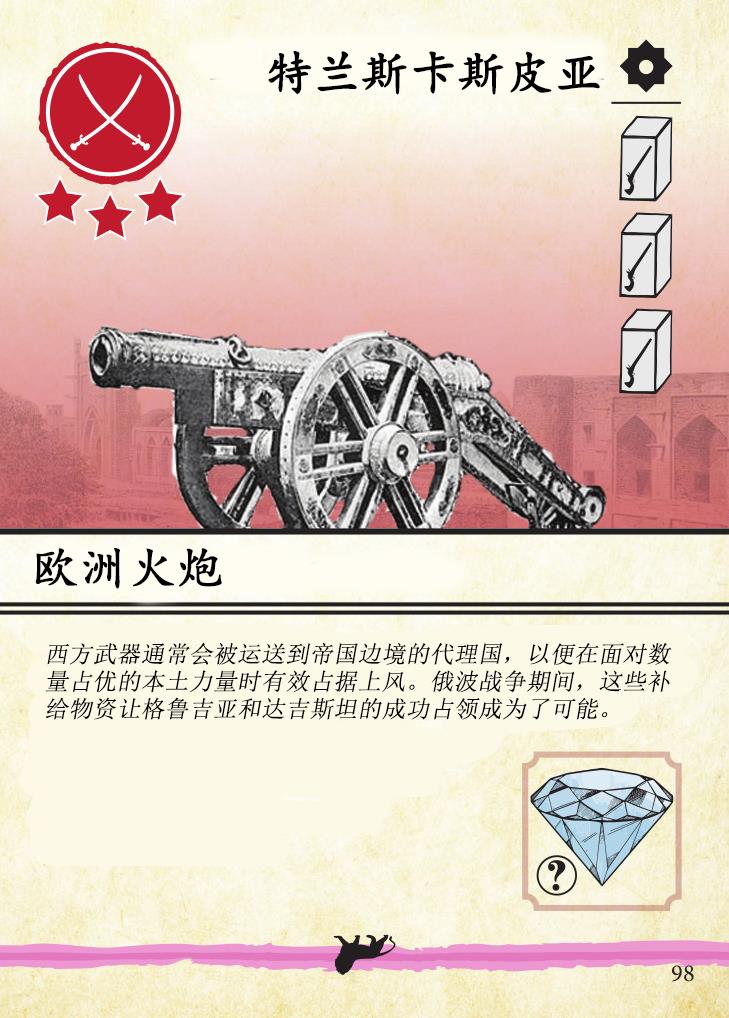 特兰斯卡斯皮亚
欧洲火炮
西方武器通常会被运送到帝国边境的代理国，以便在面对数
量占优的本土力量时有效占据上风。俄波战争期间，这些补
给物资让格鲁吉亚和达吉斯坦的成功占领成为了可能。
?
98